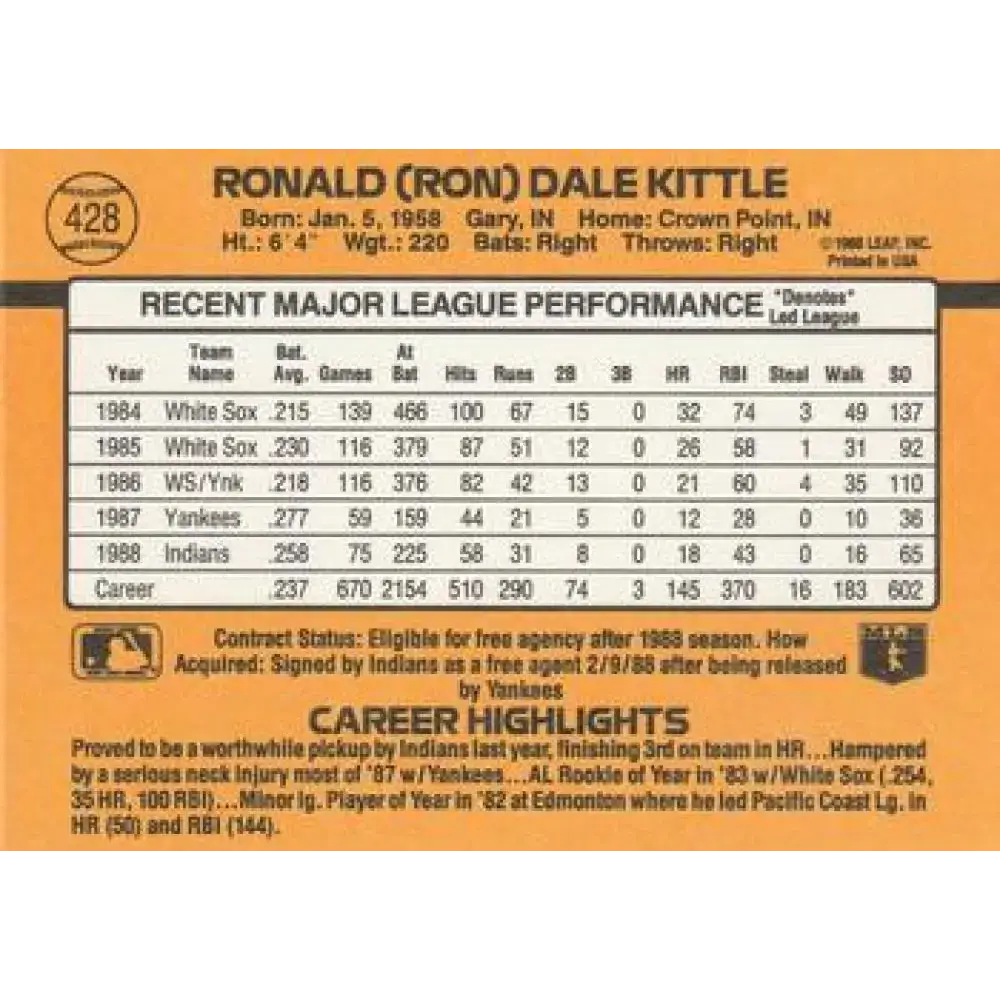 428
RONALD (RON) DALE KITTLE
Born: Jan. 5, 1958 Gary, IN Home: Crown Point, IN
Ht.: 6'4" Wgt.: 220 Bats: Right Throws: Right
©1988 LEAF, INC.
Printed in USA
RECENT MAJOR LEAGUE PERFORMANCE
"Denotes"
Led League
Year Team Name Bat. Avg. Games At Bat Hits Runs 2B 3B HR RBI Steal Walk SO
1984 White Sox .215 139 466 100 67 15 0 32 74 3 49 137
1985 White Sox .230 116 379 87 51 12 0 26 58 1 31 92
1986 WS/Ynk .218 116 376 82 42 13 0 21 60 4 35 110
1987 Yankees .277 59 159 44 21 5 0 12 28 0 10 36
1988 Indians .258 75 225 58 31 8 0 18 43 0 16 65
Career .237 670 2154 510 290 74 3 145 370 16 183 602
Contract Status: Eligible for free agency after 1988 season. How
Acquired: Signed by Indians as a free agent 2/9/88 after being released
by Yankees
CAREER HIGHLIGHTS
Proved to be a worthwhile pickup by Indians last year, finishing 3rd on team in HR...Hampered
by a serious neck injury most of '87 w/Yankees...AL Rookie of Year in '83 w/White Sox (.254,
35 HR, 100 RBI)...Minor lg. Player of Year in '82 at Edmonton where he led Pacific Coast Lg. in
HR (50) and RBI (144).